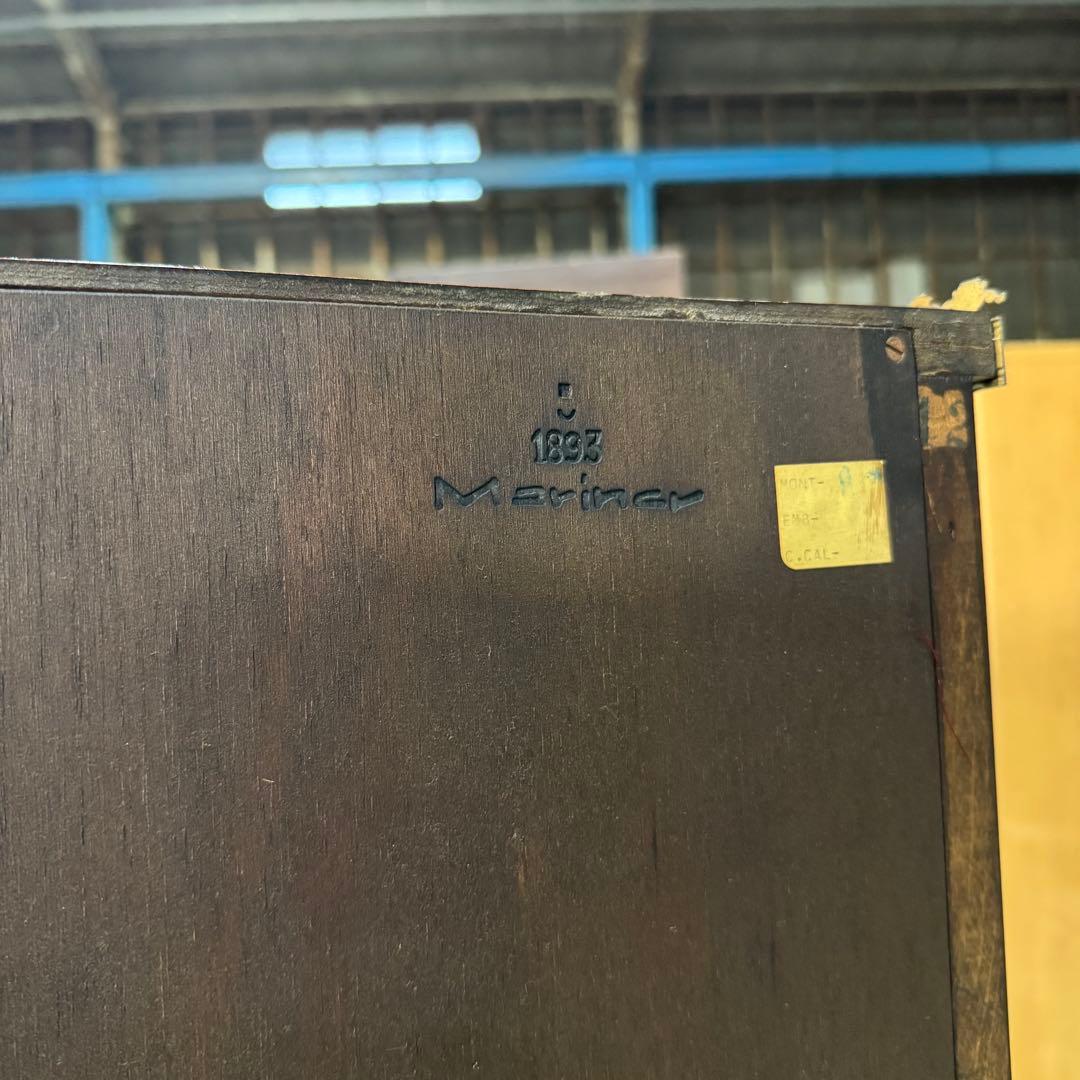 1893
Mariner
MONT-
EMB-
C.CAL-